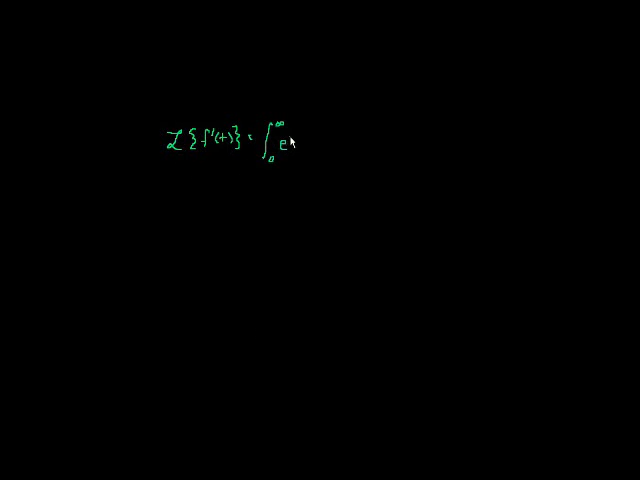 ℒ{f'(t)} = ∫₀^∞ e